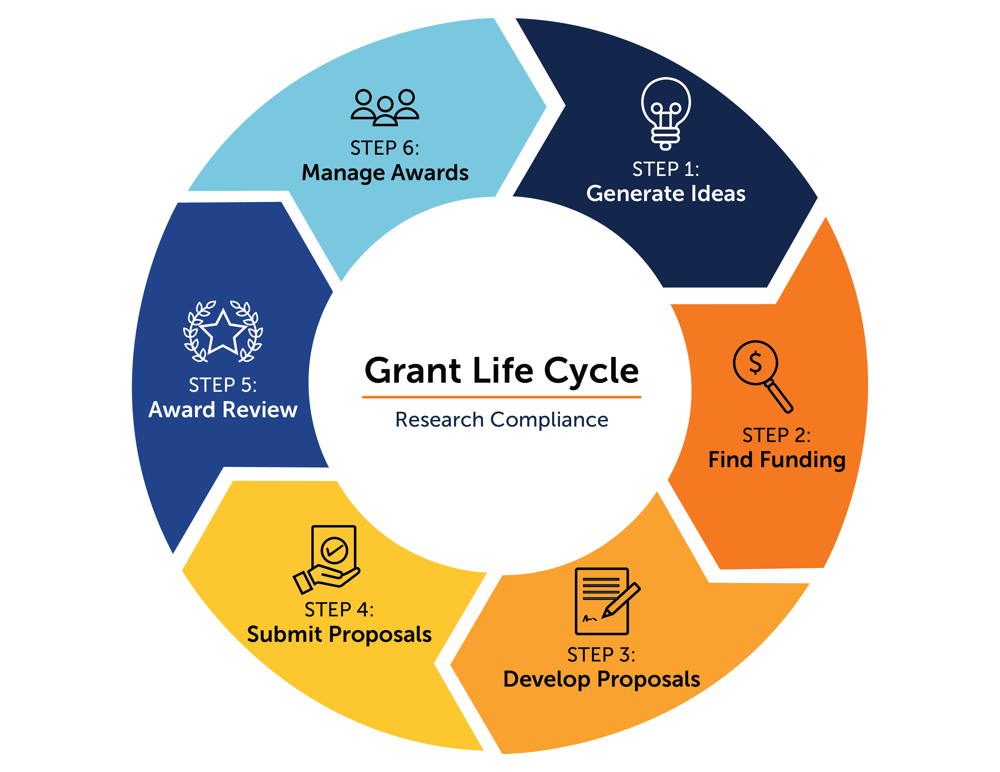 Grant Life Cycle
Research Compliance
STEP 1:
Generate Ideas
$
STEP 2:
Find Funding
STEP 3:
Develop Proposals
STEP 4:
Submit Proposals
STEP 5:
Award Review
STEP 6:
Manage Awards